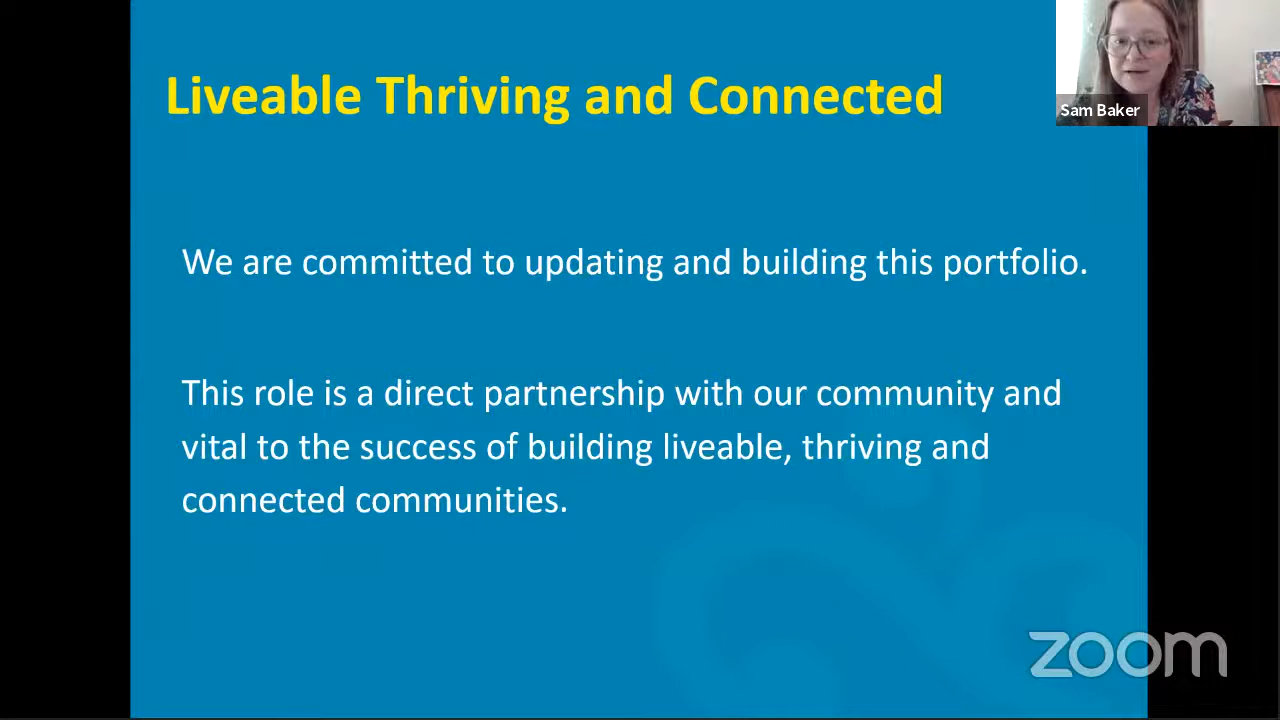 Liveable Thriving and Connected
Sam Baker
We are committed to updating and building this portfolio.
This role is a direct partnership with our community and
vital to the success of building liveable, thriving and
connected communities.
zoom